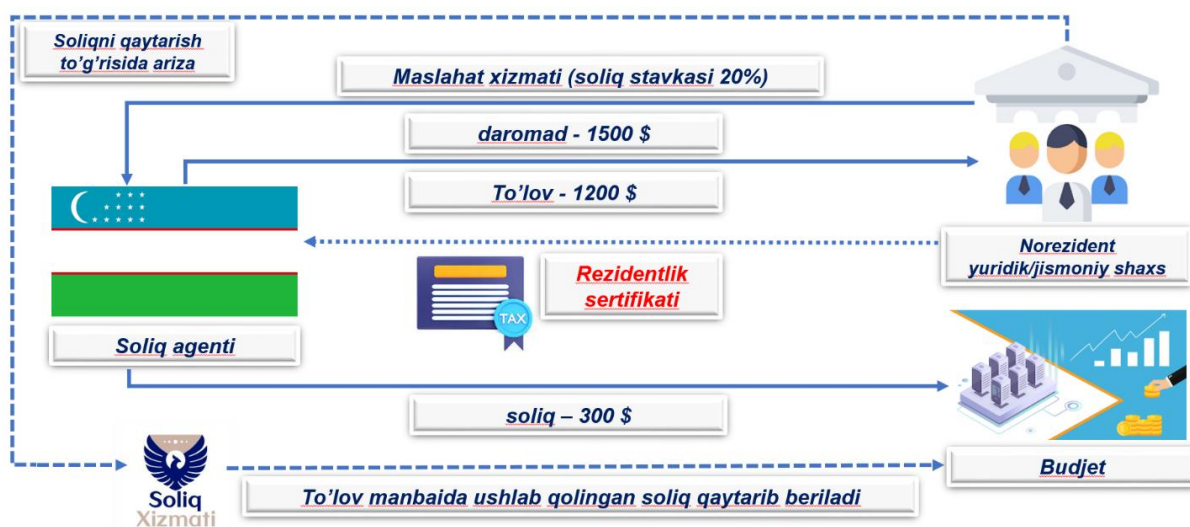 Soliqni qaytarish
to'g'risida ariza
Maslahat xizmati (soliq stavkasi 20%)
daromad - 1500 $
To'lov - 1200 $
Norezident
yuridik/jismoniy shaxs
Rezidentlik
sertifikati
TAX
Soliq agenti
soliq – 300 $
Budjet
Soliq
Xizmati
To'lov manbaida ushlab qolingan soliq qaytarib beriladi